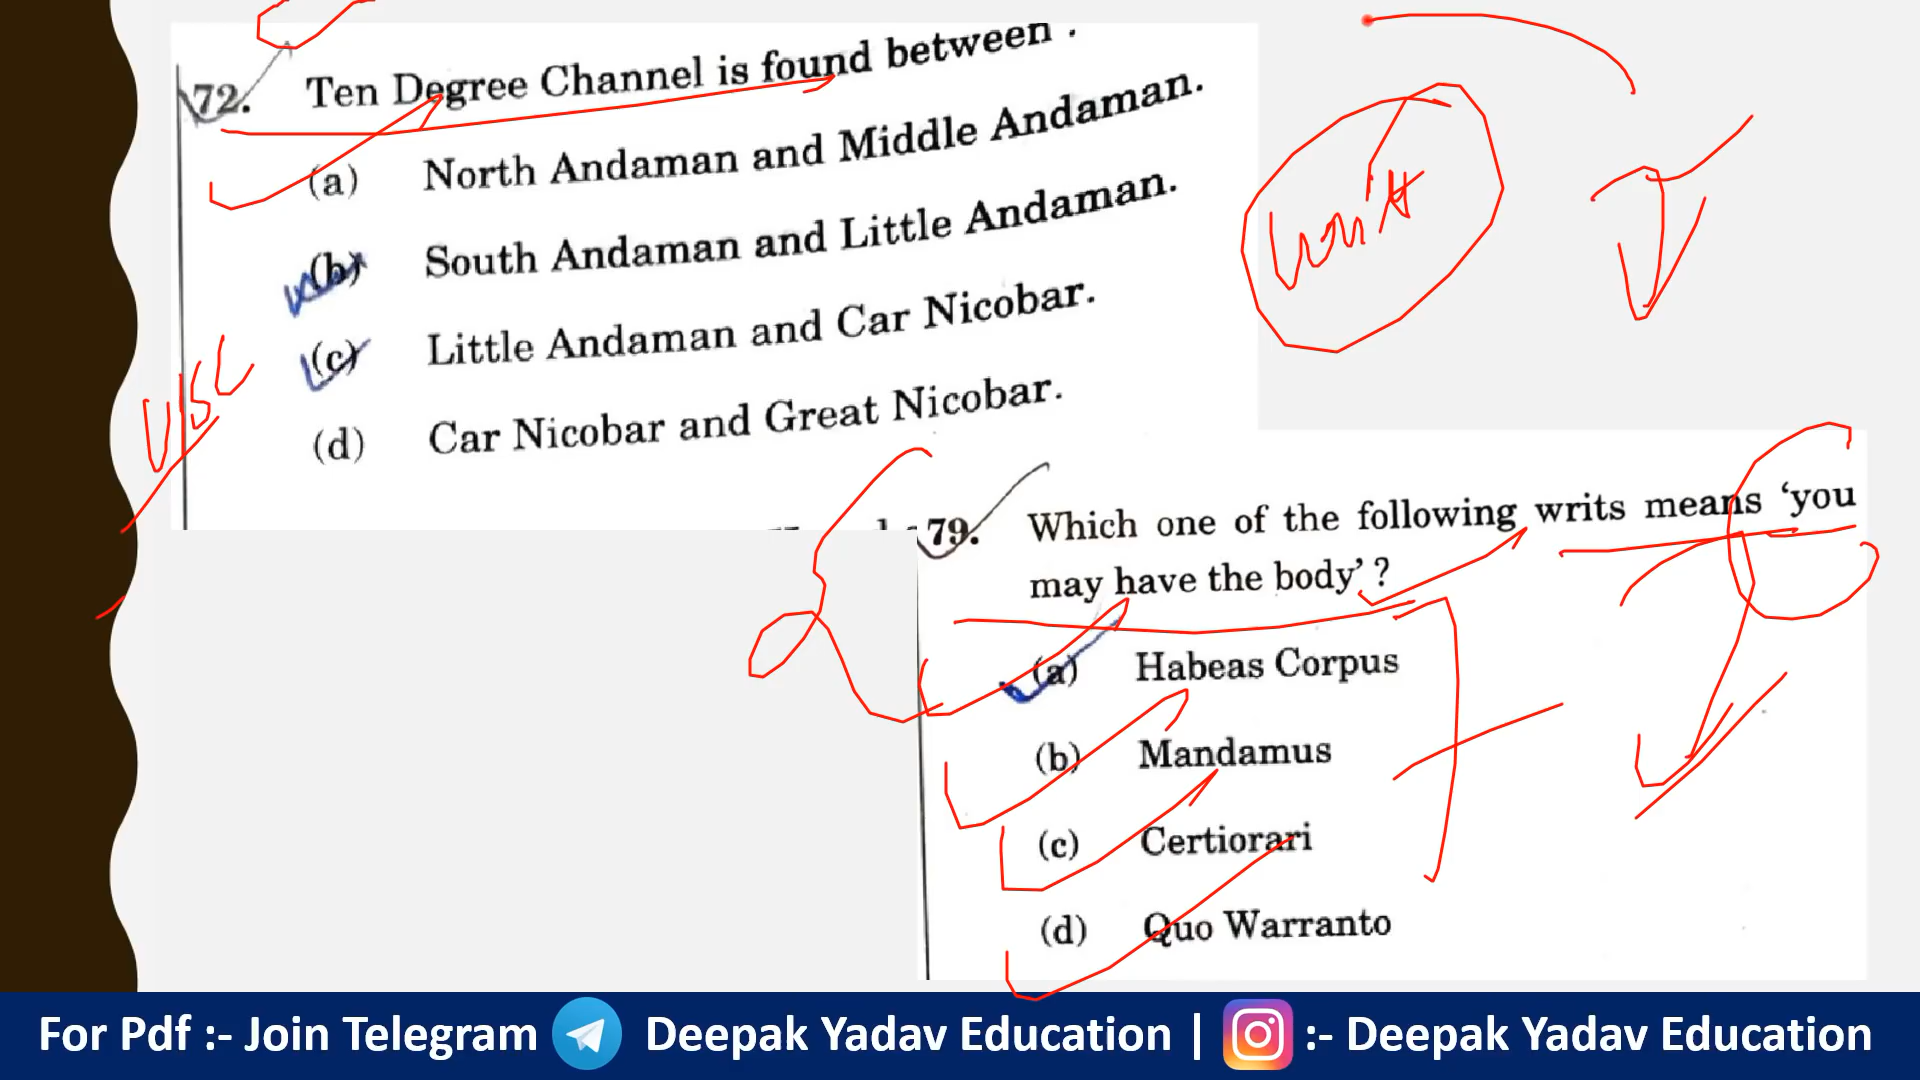 72. Ten Degree Channel is found between .
(a) North Andaman and Middle Andaman.
(b) South Andaman and Little Andaman.
(c) Little Andaman and Car Nicobar.
(d) Car Nicobar and Great Nicobar.
79. Which one of the following writs means ‘you
may have the body’ ?
(a) Habeas Corpus
(b) Mandamus
(c) Certiorari
(d) Quo Warranto
For Pdf :- Join Telegram Deepak Yadav Education | :- Deepak Yadav Education